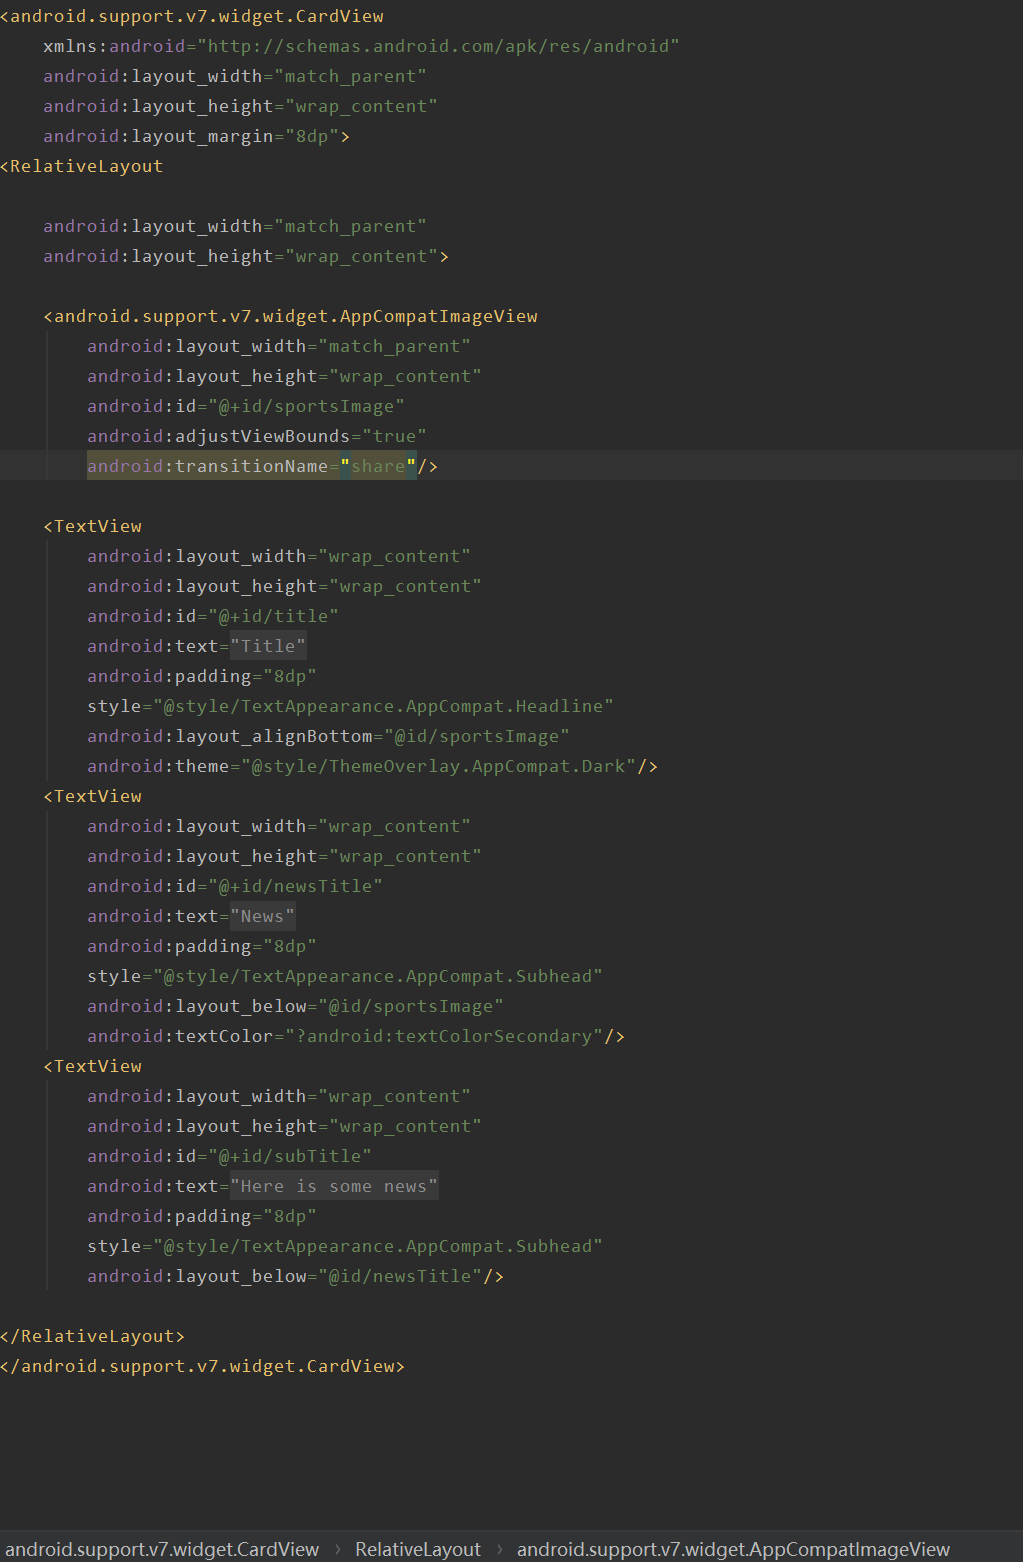 <android.support.v7.widget.CardView
    xmlns:android="http://schemas.android.com/apk/res/android"
    android:layout_width="match_parent"
    android:layout_height="wrap_content"
    android:layout_margin="8dp">
<RelativeLayout
    android:layout_width="match_parent"
    android:layout_height="wrap_content">
    <android.support.v7.widget.AppCompatImageView
        android:layout_width="match_parent"
        android:layout_height="wrap_content"
        android:id="@+id/sportsImage"
        android:adjustViewBounds="true"
        android:transitionName="share"/>
    <TextView
        android:layout_width="wrap_content"
        android:layout_height="wrap_content"
        android:id="@+id/title"
        android:text="Title"
        android:padding="8dp"
        style="@style/TextAppearance.AppCompat.Headline"
        android:layout_alignBottom="@id/sportsImage"
        android:theme="@style/ThemeOverlay.AppCompat.Dark"/>
    <TextView
        android:layout_width="wrap_content"
        android:layout_height="wrap_content"
        android:id="@+id/newsTitle"
        android:text="News"
        android:padding="8dp"
        style="@style/TextAppearance.AppCompat.Subhead"
        android:layout_below="@id/sportsImage"
        android:textColor="?android:textColorSecondary"/>
    <TextView
        android:layout_width="wrap_content"
        android:layout_height="wrap_content"
        android:id="@+id/subTitle"
        android:text="Here is some news"
        android:padding="8dp"
        style="@style/TextAppearance.AppCompat.Subhead"
        android:layout_below="@id/newsTitle"/>
</RelativeLayout>
</android.support.v7.widget.CardView>
android.support.v7.widget.CardView › RelativeLayout › android.support.v7.widget.AppCompatImageView